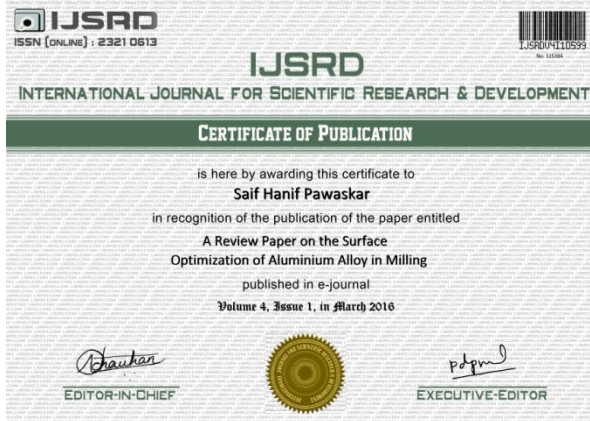 IJSRD
ISSN (ONLINE) : 2321 0613
IJSRDV4I10599
IJSRD
INTERNATIONAL JOURNAL FOR SCIENTIFIC RESEARCH & DEVELOPMENT
CERTIFICATE OF PUBLICATION
is here by awarding this certificate to
Saif Hanif Pawaskar
in recognition of the publication of the paper entitled
A Review Paper on the Surface
Optimization of Aluminium Alloy in Milling
published in e-journal
Volume 4, Issue 1, in March 2016
EDITOR-IN-CHIEF
EXECUTIVE-EDITOR